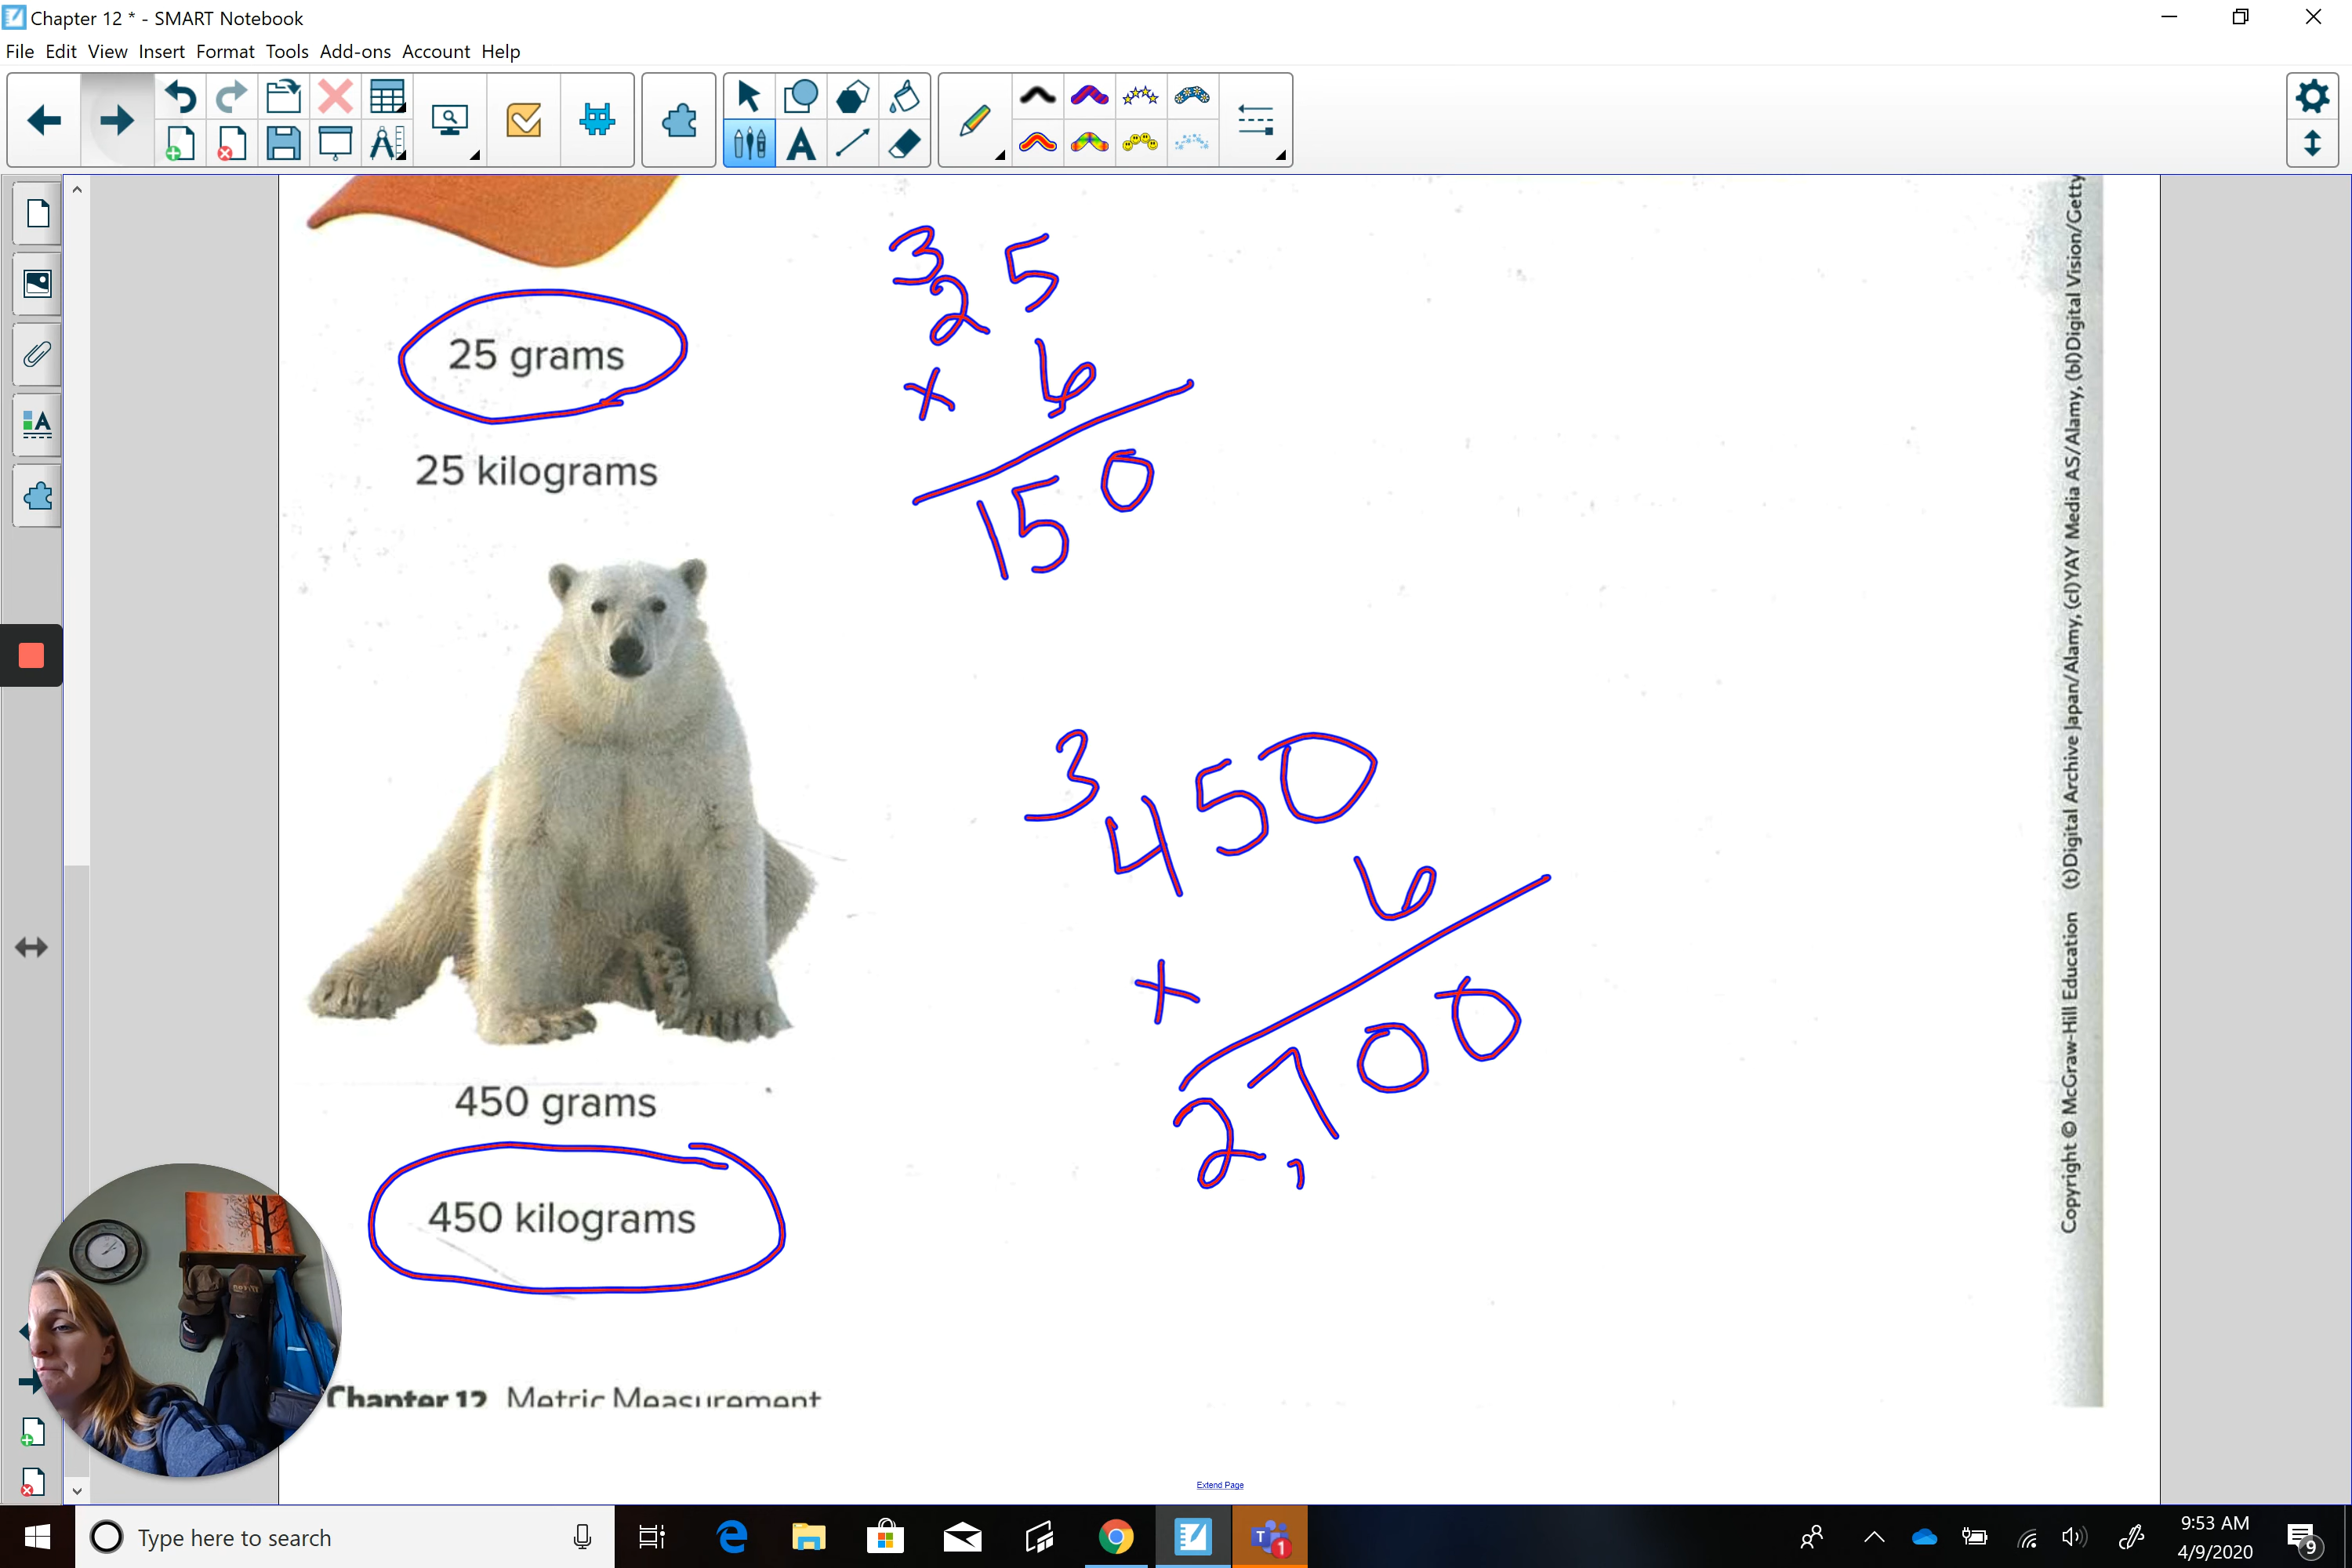 Chapter 12 * - SMART Notebook
File Edit View Insert Format Tools Add-ons Account Help
25 grams
25 kilograms
3
25
x 6
150
450 grams
450 kilograms
3
450
x 6
2,700
Chapter 12 Metric Measurement
Copyright © McGraw-Hill Education (t)Digital Archive Japan/Alamy, (cl)YAY Media AS/Alamy, (bl)Digital Vision/Getty
Extend Page
Type here to search
T 1
9:53 AM
4/9/2020
9